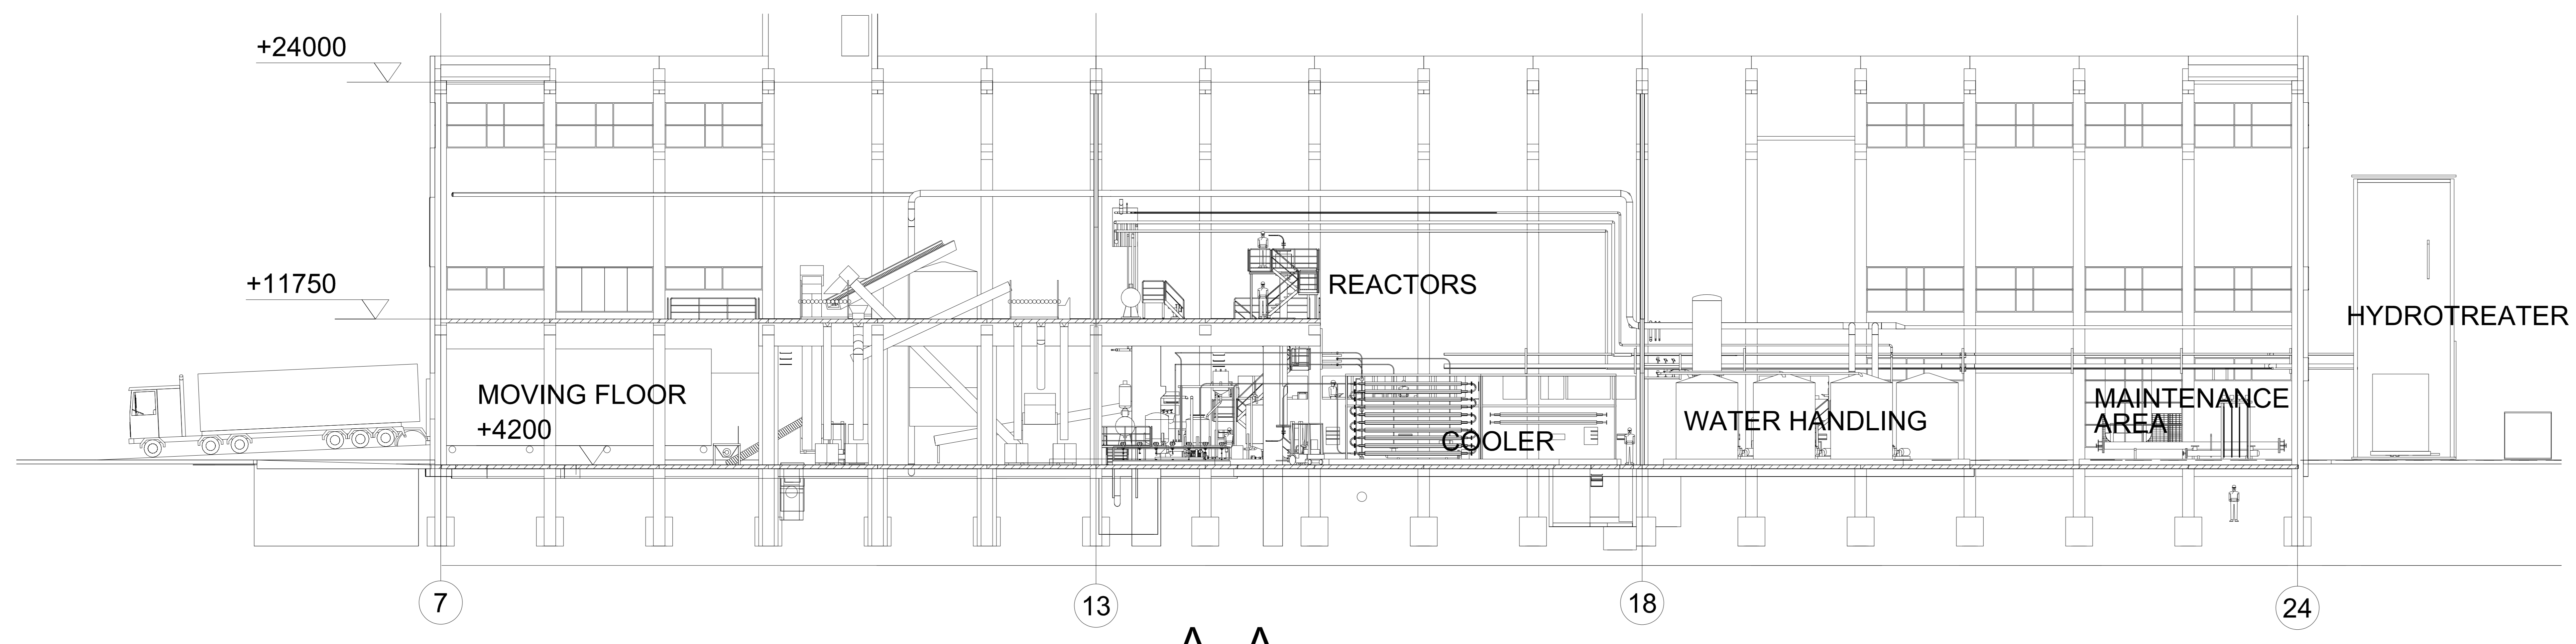 +24000
+11750
REACTORS
HYDROTREATER
MOVING FLOOR
+4200
COOLER
WATER HANDLING
MAINTENANCE
AREA
7
13
18
24
A A